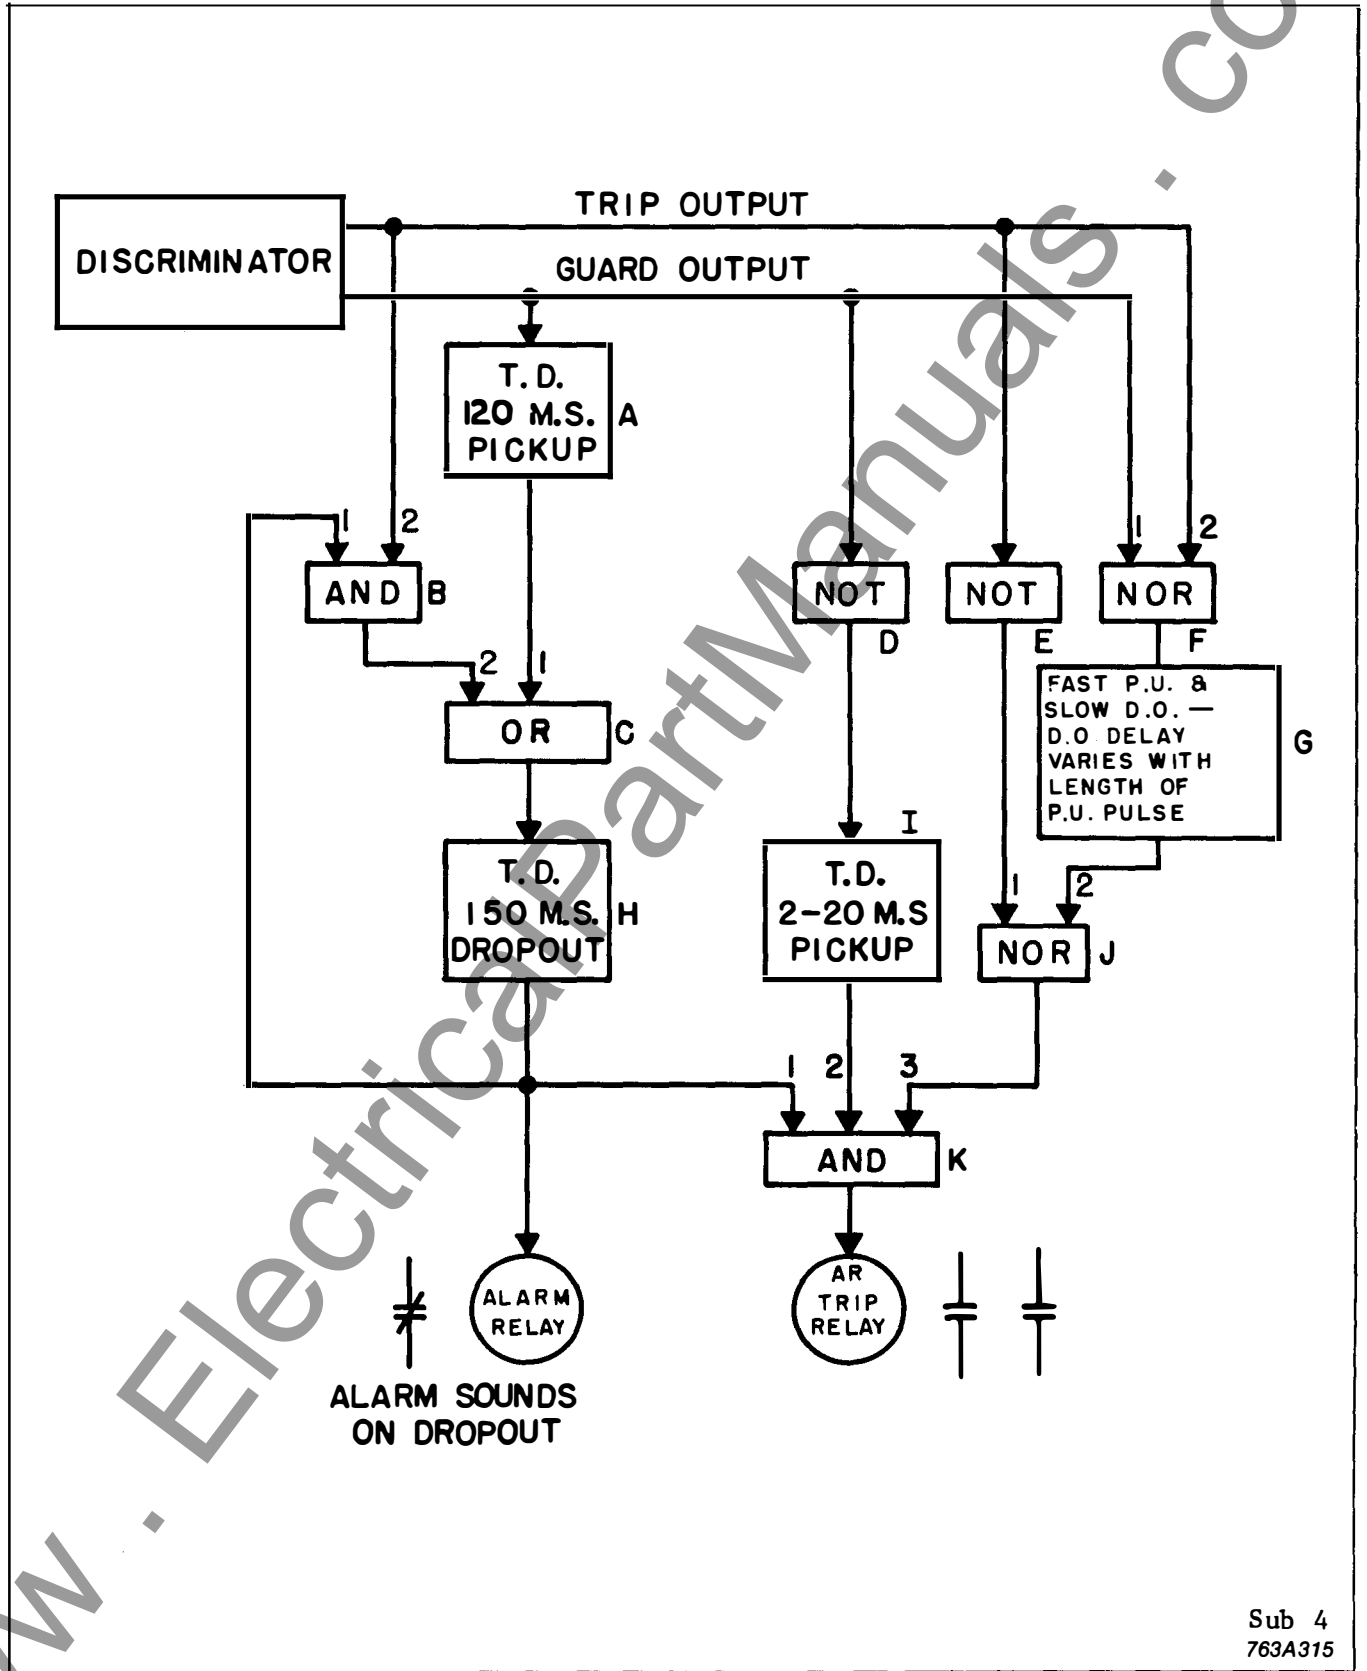 TRIP OUTPUT
DISCRIMINATOR
GUARD OUTPUT
T.D.
120 M.S.
PICKUP
A
1 2
1 2
AND B
NOT
D
NOT
E
NOR
F
2 1
OR C
FAST P.U. &
SLOW D.O. —
D.O DELAY
VARIES WITH
LENGTH OF
P.U. PULSE
G
T.D.
150 M.S.
DROPOUT
H
I
T.D.
2-20 M.S
PICKUP
1 2
NOR J
1 2 3
AND K
ALARM
RELAY
AR
TRIP
RELAY
ALARM SOUNDS
ON DROPOUT
Sub 4
763A315
w . ElectricalPartManuals . co